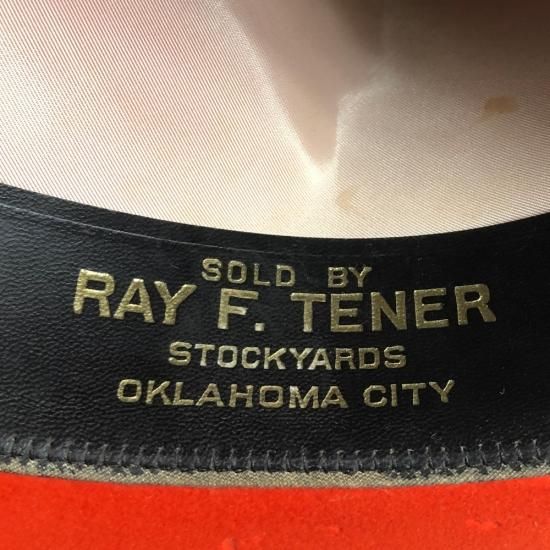 SOLD BY
RAY F. TENER
STOCKYARDS
OKLAHOMA CITY